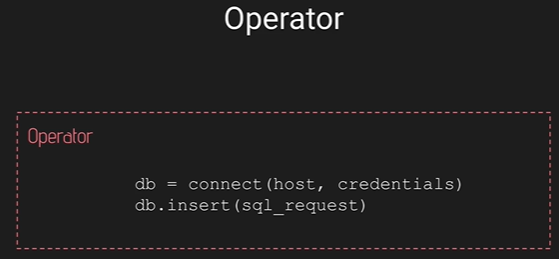 Operator
Operator
db = connect(host, credentials)
db.insert(sql_request)